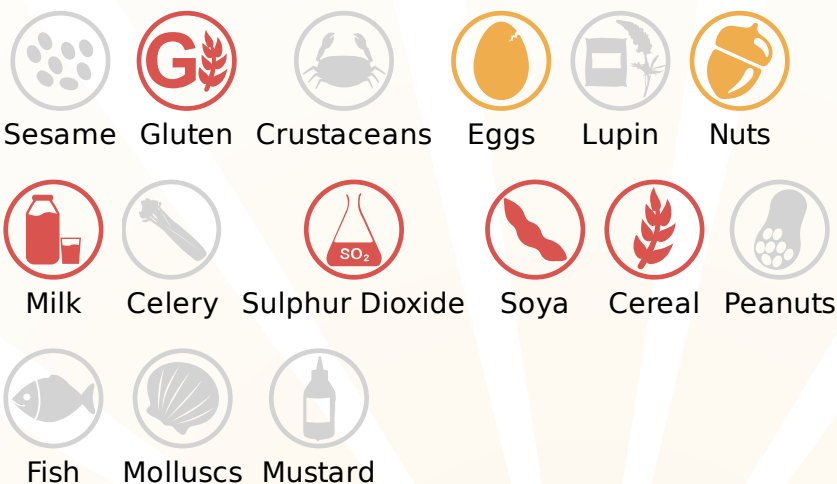 G
Sesame Gluten Crustaceans Eggs Lupin Nuts
SO₂
Milk Celery Sulphur Dioxide Soya Cereal Peanuts
Fish Molluscs Mustard